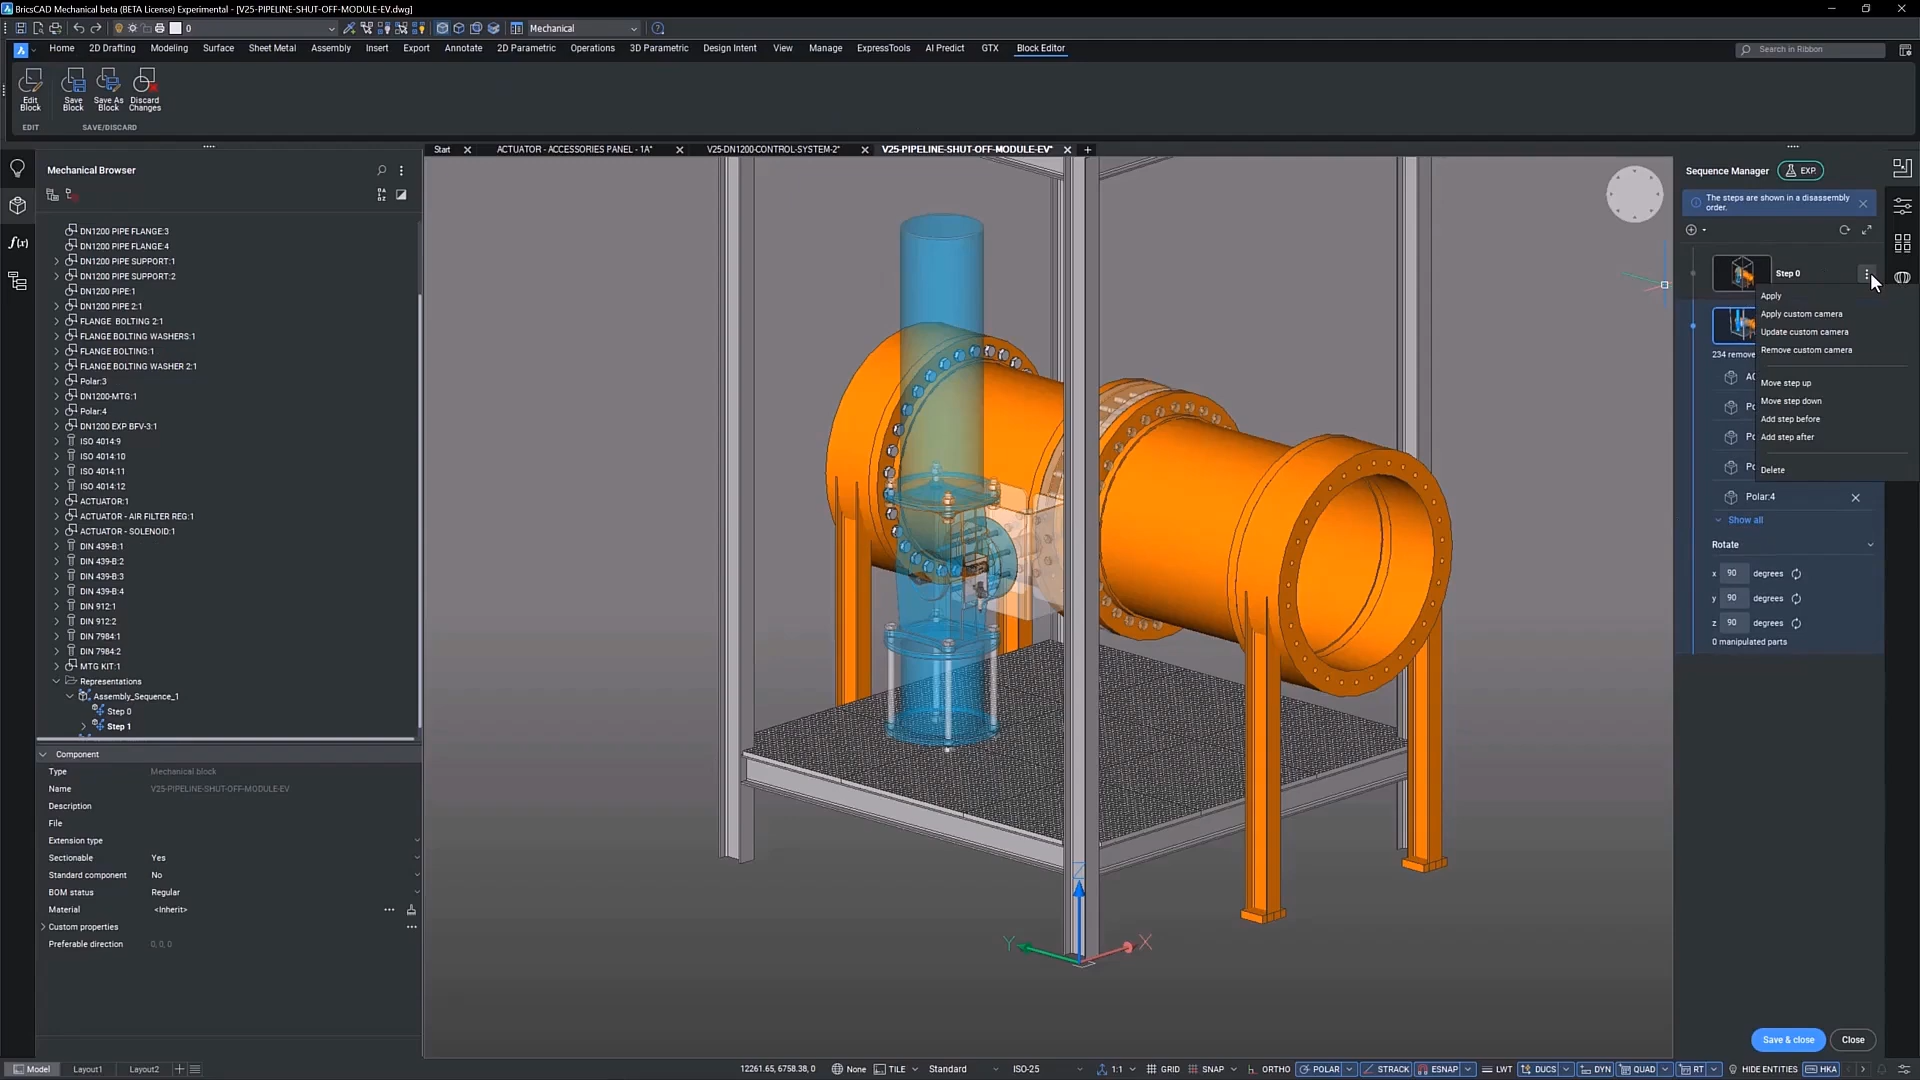 BricsCAD Mechanical beta (BETA License) Experimental - [V25-PIPELINE-SHUT-OFF-MODULE-EV.dwg]
0 Mechanical
Home 2D Drafting Modeling Surface Sheet Metal Assembly Insert Export Annotate 2D Parametric Operations 3D Parametric Design Intent View Manage ExpressTools AI Predict GTX Block Editor Search in Ribbon
Edit Block Save Block Save As Block Discard Changes
EDIT SAVE/DISCARD
Start ACTUATOR - ACCESSORIES PANEL - 1A* V25-DN1200-CONTROL-SYSTEM-2* V25-PIPELINE-SHUT-OFF-MODULE-EV*
Mechanical Browser
f(x)
DN1200 PIPE FLANGE:3
DN1200 PIPE FLANGE:4
DN1200 PIPE SUPPORT:1
DN1200 PIPE SUPPORT:2
DN1200 PIPE:1
DN1200 PIPE 2:1
FLANGE BOLTING 2:1
FLANGE BOLTING WASHERS:1
FLANGE BOLTING:1
FLANGE BOLTING WASHER 2:1
Polar:3
DN1200-MTG:1
Polar:4
DN1200 EXP BFV-3:1
ISO 4014:9
ISO 4014:10
ISO 4014:11
ISO 4014:12
ACTUATOR:1
ACTUATOR - AIR FILTER REG:1
ACTUATOR - SOLENOID:1
DIN 439-B:1
DIN 439-B:2
DIN 439-B:3
DIN 439-B:4
DIN 912:1
DIN 912:2
DIN 7984:1
DIN 7984:2
MTG KIT:1
Representations
Assembly_Sequence_1
Step 0
Step 1
Component
Type Mechanical block
Name V25-PIPELINE-SHUT-OFF-MODULE-EV
Description
File
Extension type
Sectionable Yes
Standard component No
BOM status Regular
Material <Inherit>
Custom properties
Preferable direction 0, 0, 0
Z
Y
X
Sequence Manager EXP.
The steps are shown in a disassembly
order.
Step 0
Apply
Apply custom camera
Update custom camera
Remove custom camera
Move step up
Move step down
Add step before
Add step after
Delete
234 remove
AC
Po
Po
Po
Polar:4
Show all
Rotate
x 90 degrees
y 90 degrees
z 90 degrees
0 manipulated parts
Save & close Close
Model Layout1 Layout2 12261.65, 6758.38, 0 None TILE Standard ISO-25 1:1 GRID SNAP ORTHO POLAR STRACK ESNAP LWT DUCS DYN QUAD RT HIDE ENTITIES HKA